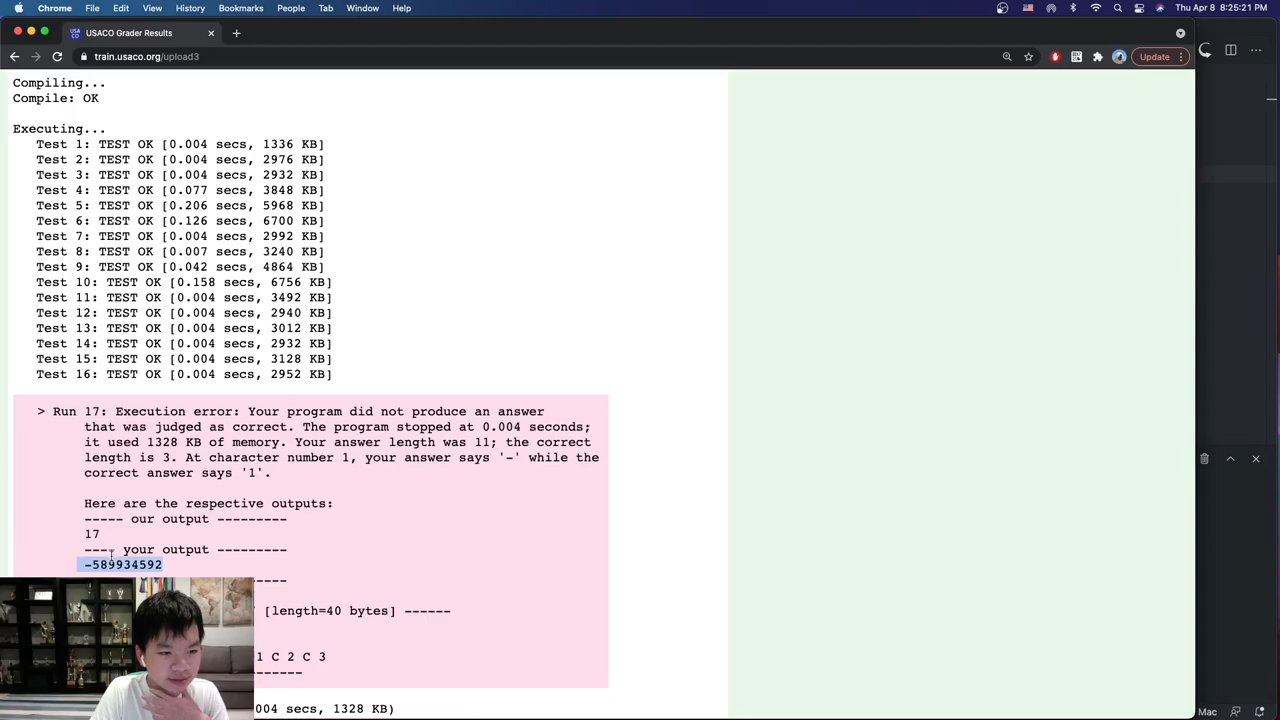 Chrome File Edit View History Bookmarks People Tab Window Help Thu Apr 8 8:25:21 PM
USACO Grader Results
train.usaco.org/upload3 Update
Compiling...
Compile: OK
Executing...
Test 1: TEST OK [0.004 secs, 1336 KB]
Test 2: TEST OK [0.004 secs, 2976 KB]
Test 3: TEST OK [0.004 secs, 2932 KB]
Test 4: TEST OK [0.077 secs, 3848 KB]
Test 5: TEST OK [0.206 secs, 5968 KB]
Test 6: TEST OK [0.126 secs, 6700 KB]
Test 7: TEST OK [0.004 secs, 2992 KB]
Test 8: TEST OK [0.007 secs, 3240 KB]
Test 9: TEST OK [0.042 secs, 4864 KB]
Test 10: TEST OK [0.158 secs, 6756 KB]
Test 11: TEST OK [0.004 secs, 3492 KB]
Test 12: TEST OK [0.004 secs, 2940 KB]
Test 13: TEST OK [0.004 secs, 3012 KB]
Test 14: TEST OK [0.004 secs, 2932 KB]
Test 15: TEST OK [0.004 secs, 3128 KB]
Test 16: TEST OK [0.004 secs, 2952 KB]
> Run 17: Execution error: Your program did not produce an answer
that was judged as correct. The program stopped at 0.004 seconds;
it used 1328 KB of memory. Your answer length was 11; the correct
length is 3. At character number 1, your answer says '-' while the
correct answer says '1'.
Here are the respective outputs:
----- our output ---------
17
---- your output ---------
-589934592
---------
[length=40 bytes] ------
1 C 2 C 3
----------
004 secs, 1328 KB)
Mac